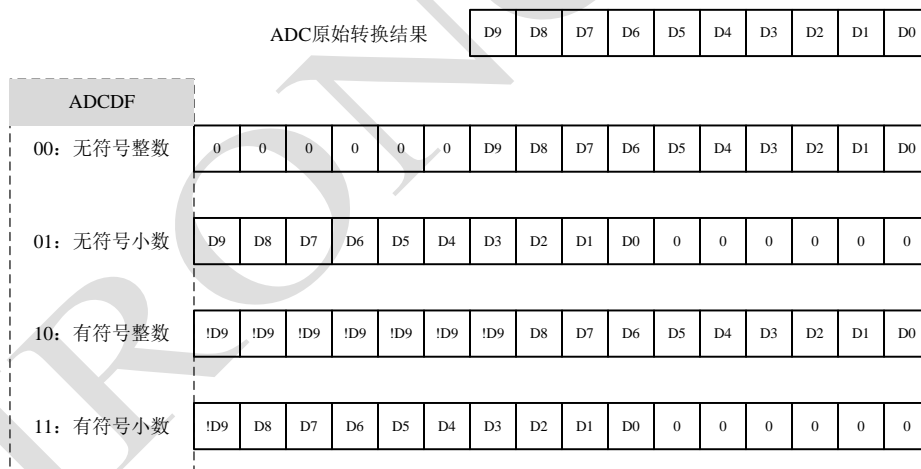 ADC原始转换结果 D9 D8 D7 D6 D5 D4 D3 D2 D1 D0
ADCDF
00：无符号整数 0 0 0 0 0 0 D9 D8 D7 D6 D5 D4 D3 D2 D1 D0
01：无符号小数 D9 D8 D7 D6 D5 D4 D3 D2 D1 D0 0 0 0 0 0 0
10：有符号整数 !D9 !D9 !D9 !D9 !D9 !D9 !D9 D8 D7 D6 D5 D4 D3 D2 D1 D0
11：有符号小数 !D9 D8 D7 D6 D5 D4 D3 D2 D1 D0 0 0 0 0 0 0